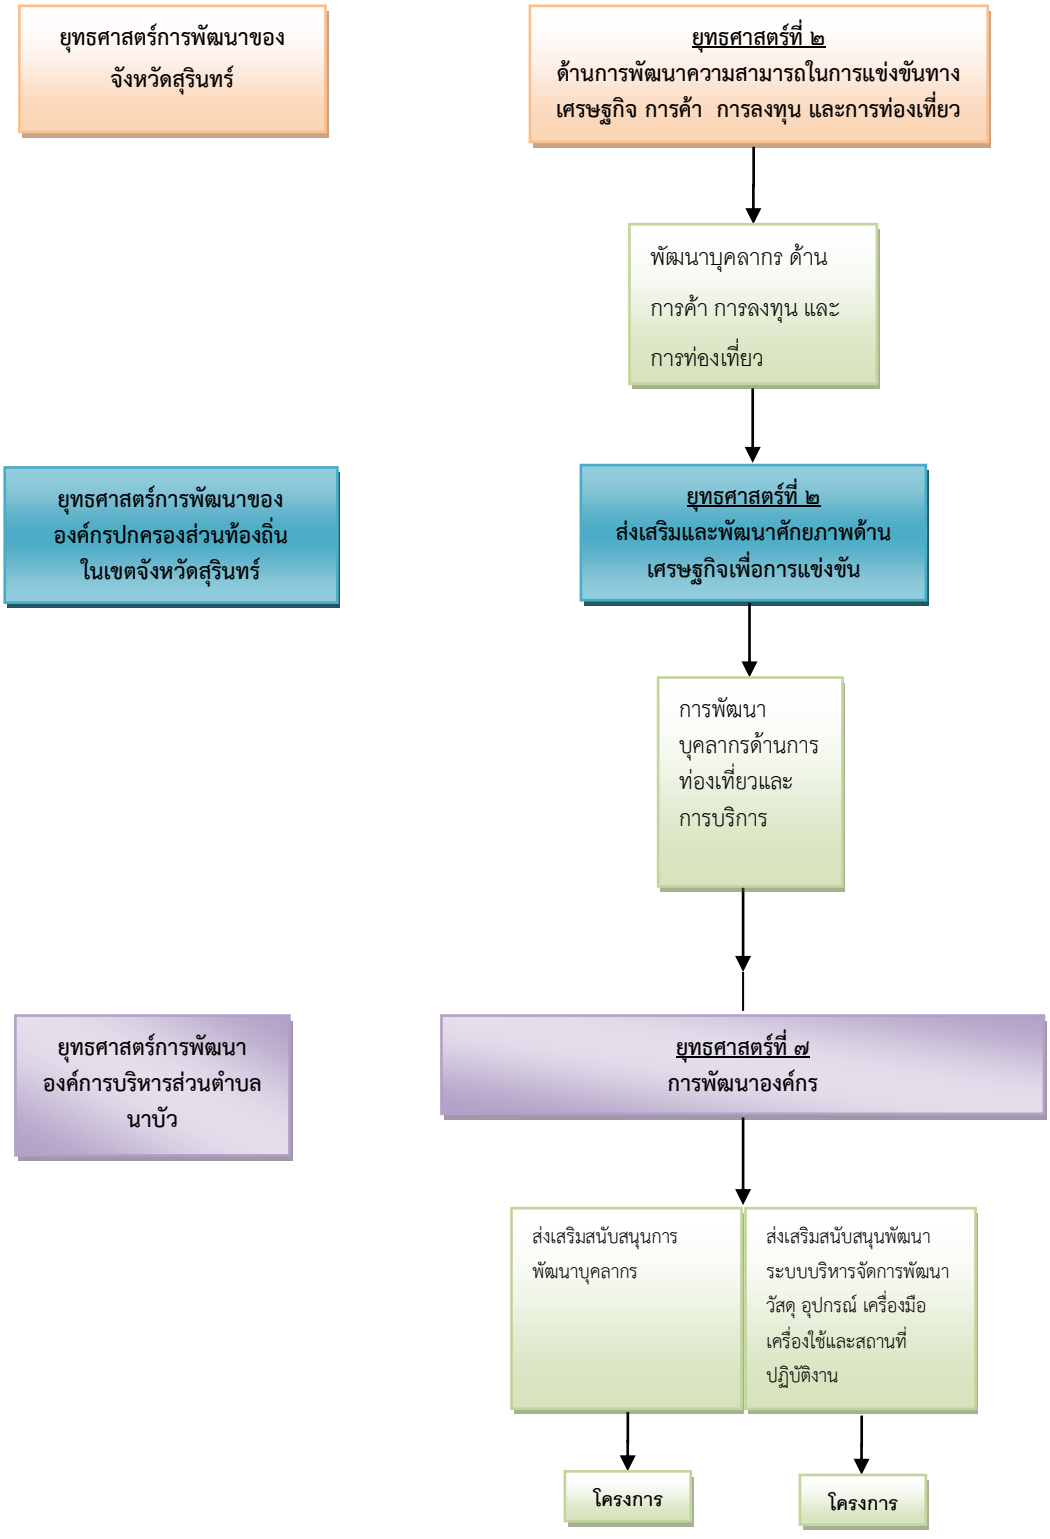 ยุทธศาสตร์การพัฒนาของ
จังหวัดสุรินทร์
ยุทธศาสตร์ที่ ๒
ด้านการพัฒนาความสามารถในการแข่งขันทาง
เศรษฐกิจ การค้า การลงทุน และการท่องเที่ยว
พัฒนาบุคลากร ด้าน
การค้า การลงทุน และ
การท่องเที่ยว
ยุทธศาสตร์การพัฒนาของ
องค์กรปกครองส่วนท้องถิ่น
ในเขตจังหวัดสุรินทร์
ยุทธศาสตร์ที่ ๒
ส่งเสริมและพัฒนาศักยภาพด้าน
เศรษฐกิจเพื่อการแข่งขัน
การพัฒนา
บุคลากรด้านการ
ท่องเที่ยวและ
การบริการ
ยุทธศาสตร์การพัฒนา
องค์การบริหารส่วนตำบล
นาบัว
ยุทธศาสตร์ที่ ๗
การพัฒนาองค์กร
ส่งเสริมสนับสนุนการ
พัฒนาบุคลากร
ส่งเสริมสนับสนุนพัฒนา
ระบบบริหารจัดการพัฒนา
วัสดุ อุปกรณ์ เครื่องมือ
เครื่องใช้และสถานที่
ปฏิบัติงาน
โครงการ
โครงการ